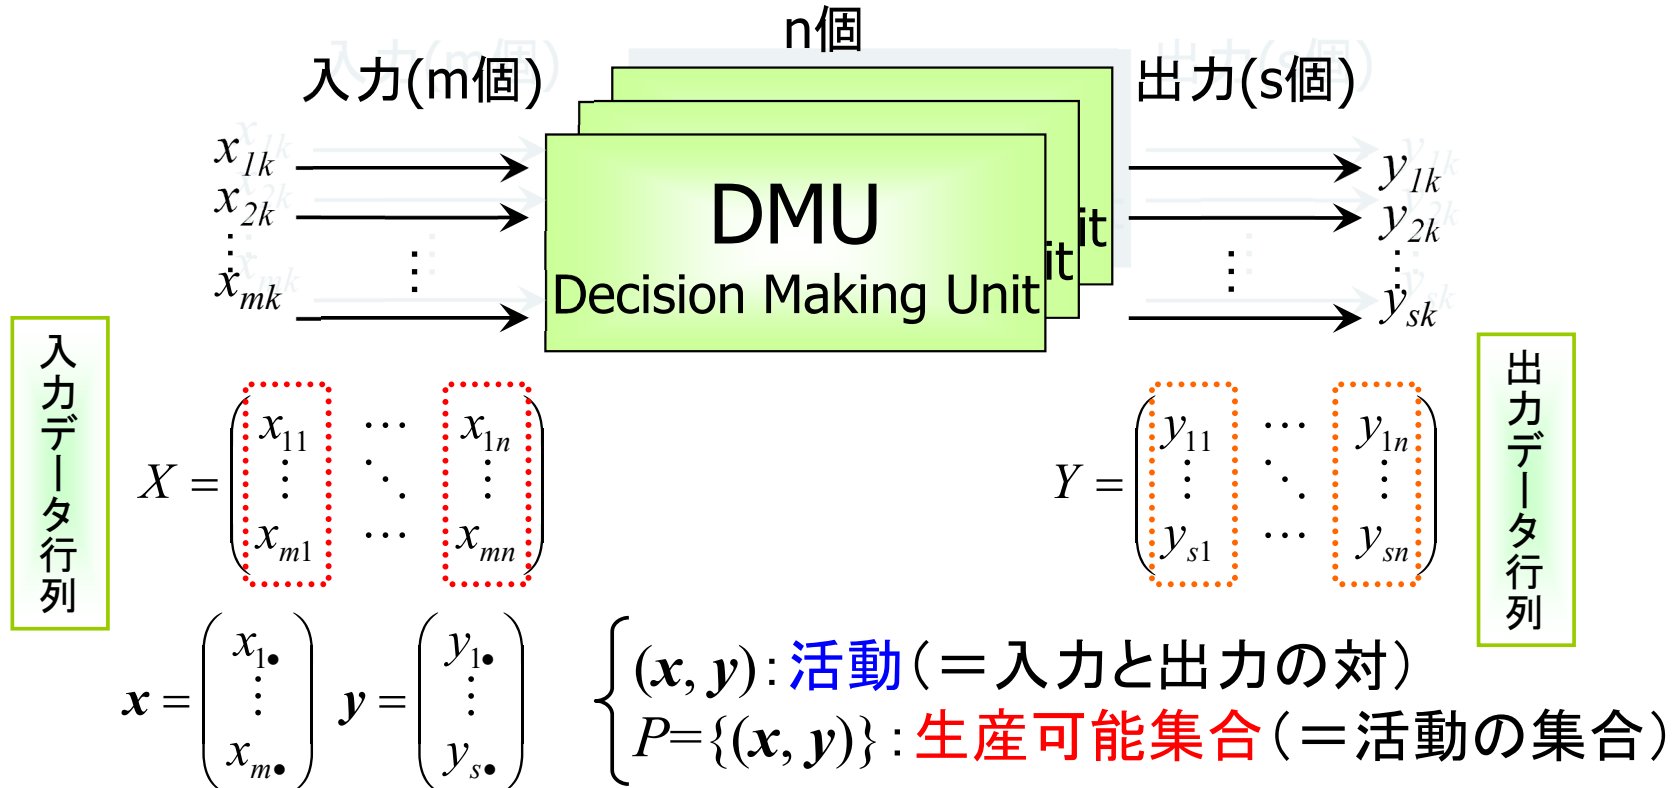 n個
入力(m個)
出力(s個)
x1k
x2k
⋮
xmk
⋮
DMU
Decision Making Unit
it
it
⋮
y1k
y2k
⋮
ysk
入力データ行列
X = ( x11 ⋯ x1n
⋮ ⋱ ⋮
xm1 ⋯ xmn )
Y = ( y11 ⋯ y1n
⋮ ⋱ ⋮
ys1 ⋯ ysn )
出力データ行列
x = ( x1● ⋮ xm● ) y = ( y1● ⋮ ys● )
(x, y):活動(=入力と出力の対)
P={(x, y)}:生産可能集合(=活動の集合)